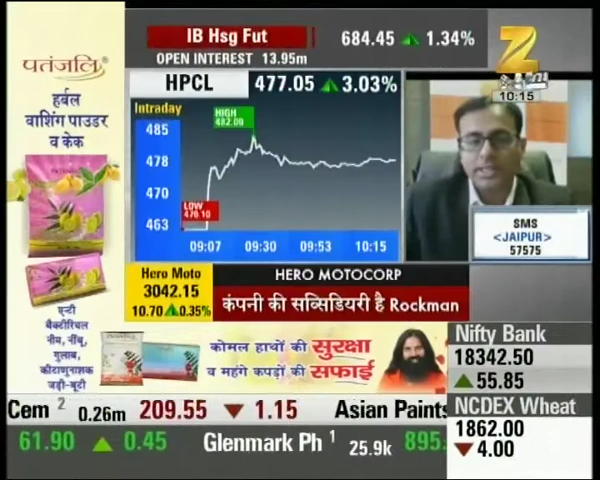 IB Hsg Fut
684.45 1.34%
OPEN INTEREST 13.95m
Z
10:15
पतंजलि
हर्बल
वाशिंग पाउडर
व केक
एन्टी
बैक्टीरियल
नीम, नींबू,
गुलाब,
कीटाणुनाशक
जड़ी-बूटी
HPCL 477.05 3.03%
Intraday
485
478
470
463
HIGH
LOW
09:07 09:30 09:53 10:15
SMS
<JAIPUR>
57575
Hero Moto
3042.15
10.70 0.35%
HERO MOTOCORP
कंपनी की सब्सिडियरी है Rockman
कोमल हाथों की सुरक्षा
व महंगे कपड़ों की सफाई
Nifty Bank
18342.50
55.85
NCDEX Wheat
1862.00
4.00
Cem 2 0.26m 209.55 1.15 Asian Paints
61.90 0.45 Glenmark Ph 1 25.9k 895.